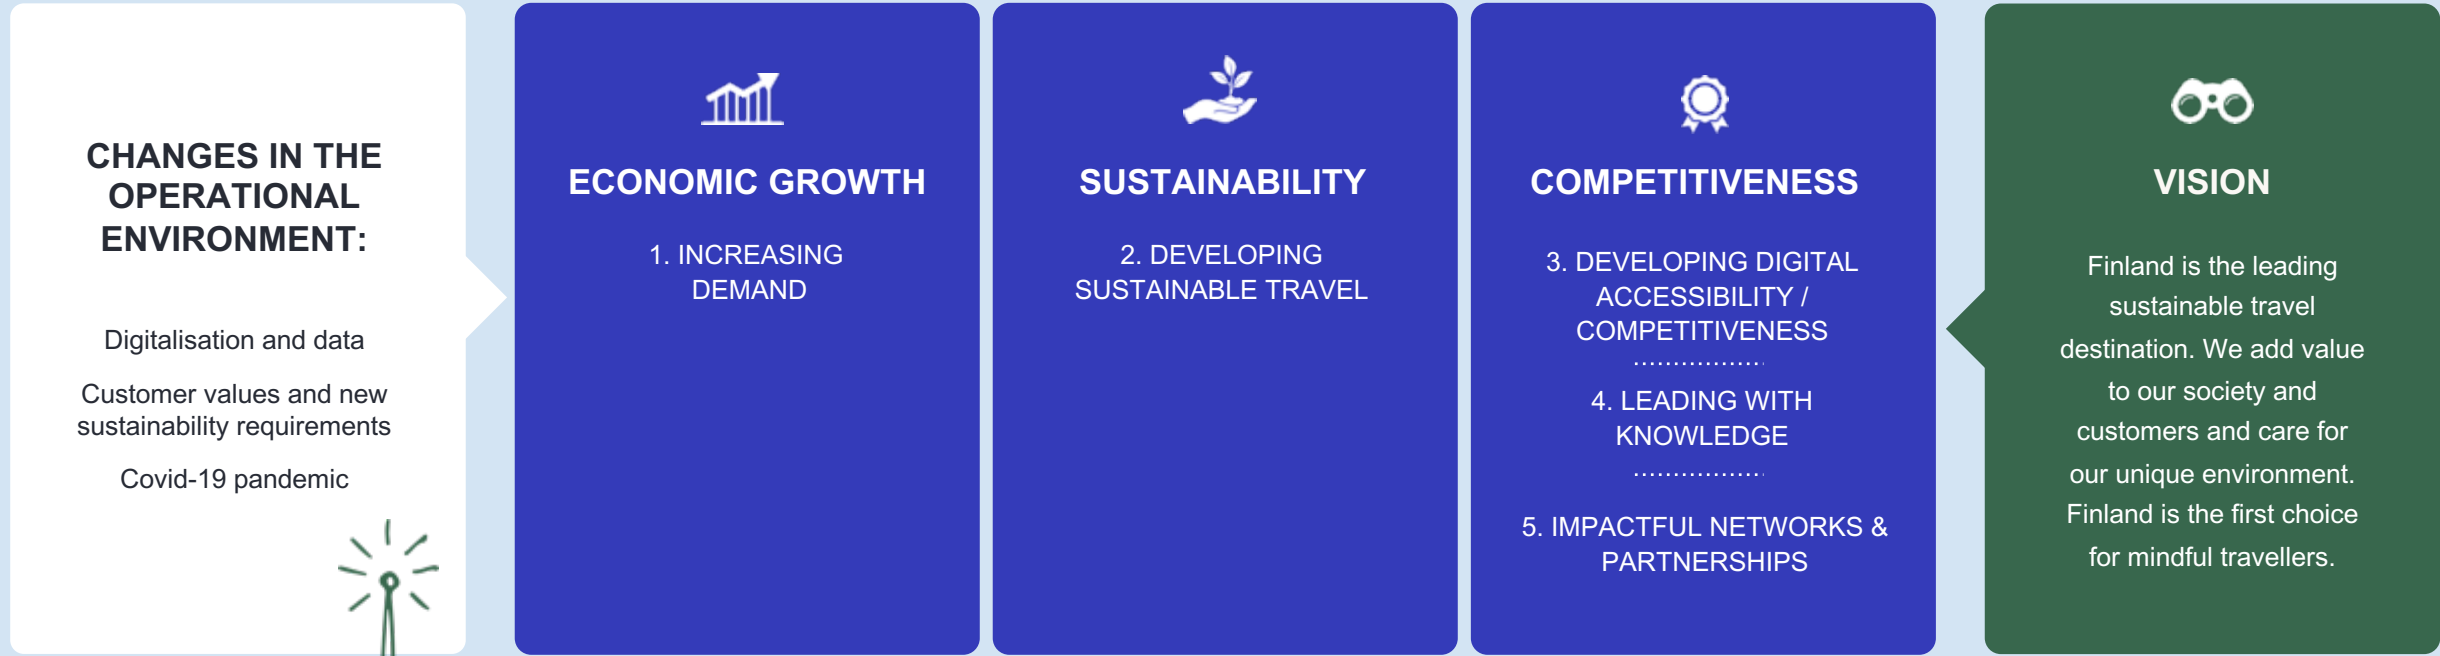 CHANGES IN THE
OPERATIONAL
ENVIRONMENT:
Digitalisation and data
Customer values and new
sustainability requirements
Covid-19 pandemic
ECONOMIC GROWTH
1. INCREASING
DEMAND
SUSTAINABILITY
2. DEVELOPING
SUSTAINABLE TRAVEL
COMPETITIVENESS
3. DEVELOPING DIGITAL
ACCESSIBILITY /
COMPETITIVENESS
4. LEADING WITH
KNOWLEDGE
5. IMPACTFUL NETWORKS &
PARTNERSHIPS
VISION
Finland is the leading
sustainable travel
destination. We add value
to our society and
customers and care for
our unique environment.
Finland is the first choice
for mindful travellers.